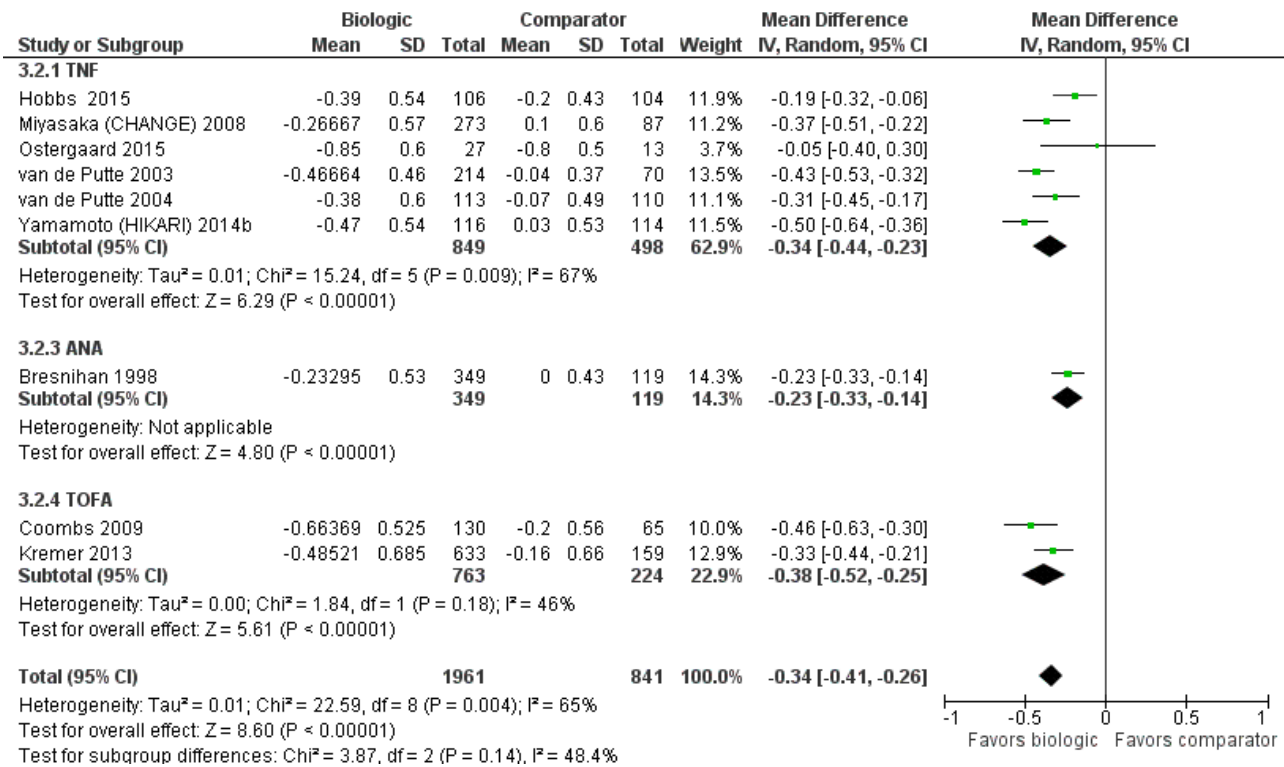 Biologic Comparator Mean Difference Mean Difference
Study or Subgroup Mean SD Total Mean SD Total Weight IV, Random, 95% CI IV, Random, 95% CI
3.2.1 TNF
Hobbs 2015 -0.39 0.54 106 -0.2 0.43 104 11.9% -0.19 [-0.32, -0.06]
Miyasaka (CHANGE) 2008 -0.26667 0.57 273 0.1 0.6 87 11.2% -0.37 [-0.51, -0.22]
Ostergaard 2015 -0.85 0.6 27 -0.8 0.5 13 3.7% -0.05 [-0.40, 0.30]
van de Putte 2003 -0.46664 0.46 214 -0.04 0.37 70 13.5% -0.43 [-0.53, -0.32]
van de Putte 2004 -0.38 0.6 113 -0.07 0.49 110 11.0% -0.31 [-0.45, -0.17]
Yamamoto (HIKARI) 2014b -0.47 0.54 116 0.03 0.53 114 11.5% -0.50 [-0.64, -0.36]
Subtotal (95% CI) 849 498 62.9% -0.34 [-0.44, -0.23]
Heterogeneity: Tau² = 0.01; Chi² = 15.24, df = 5 (P = 0.009); I² = 67%
Test for overall effect: Z = 6.29 (P < 0.00001)
3.2.3 ANA
Bresnihan 1998 -0.23295 0.53 349 0 0.43 119 14.3% -0.23 [-0.33, -0.14]
Subtotal (95% CI) 349 119 14.3% -0.23 [-0.33, -0.14]
Heterogeneity: Not applicable
Test for overall effect: Z = 4.80 (P < 0.00001)
3.2.4 TOFA
Coombs 2009 -0.66369 0.525 130 -0.2 0.56 65 10.0% -0.46 [-0.63, -0.30]
Kremer 2013 -0.48521 0.685 633 -0.16 0.66 159 12.9% -0.33 [-0.44, -0.21]
Subtotal (95% CI) 763 224 22.9% -0.38 [-0.52, -0.25]
Heterogeneity: Tau² = 0.00; Chi² = 1.84, df = 1 (P = 0.18); I² = 46%
Test for overall effect: Z = 5.61 (P < 0.00001)
Total (95% CI) 1961 841 100.0% -0.34 [-0.41, -0.26]
Heterogeneity: Tau² = 0.01; Chi² = 22.59, df = 8 (P = 0.004); I² = 65%
Test for overall effect: Z = 8.60 (P < 0.00001)
Test for subgroup differences: Chi² = 3.87, df = 2 (P = 0.14), I² = 48.4%
-1 -0.5 0 0.5 1
Favors biologic Favors comparator